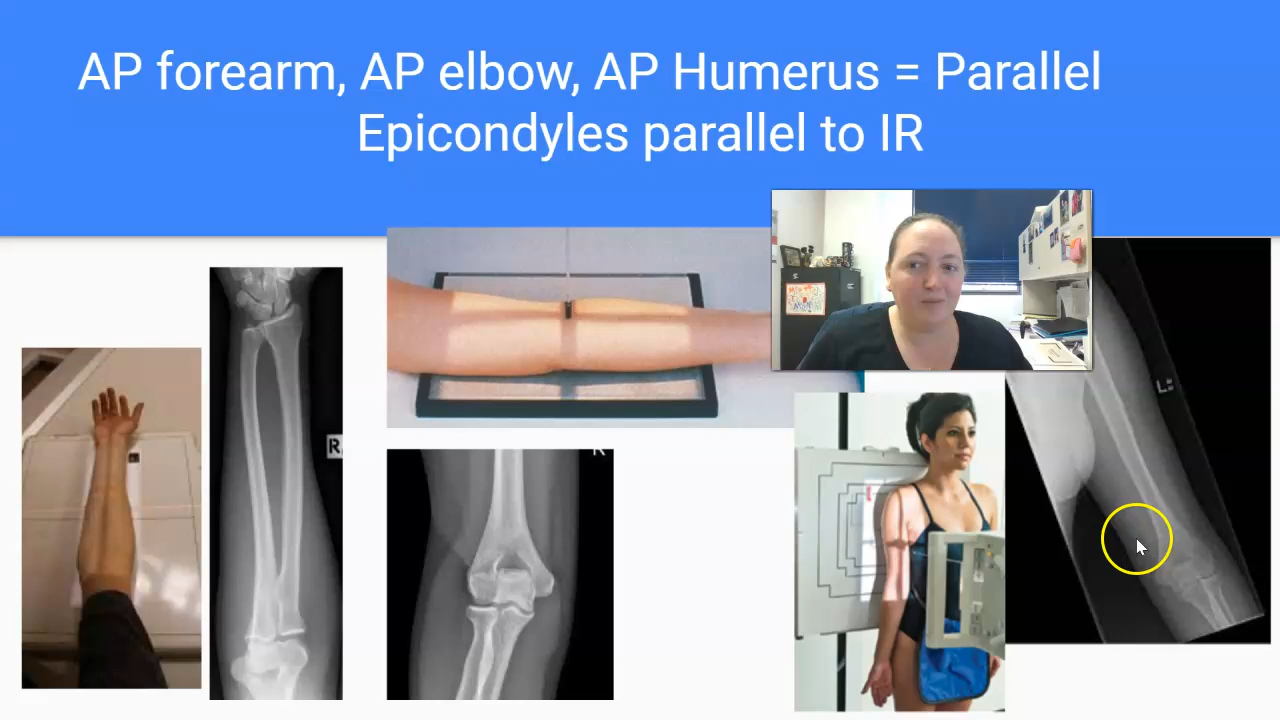 AP forearm, AP elbow, AP Humerus = Parallel
Epicondyles parallel to IR
R
R
L